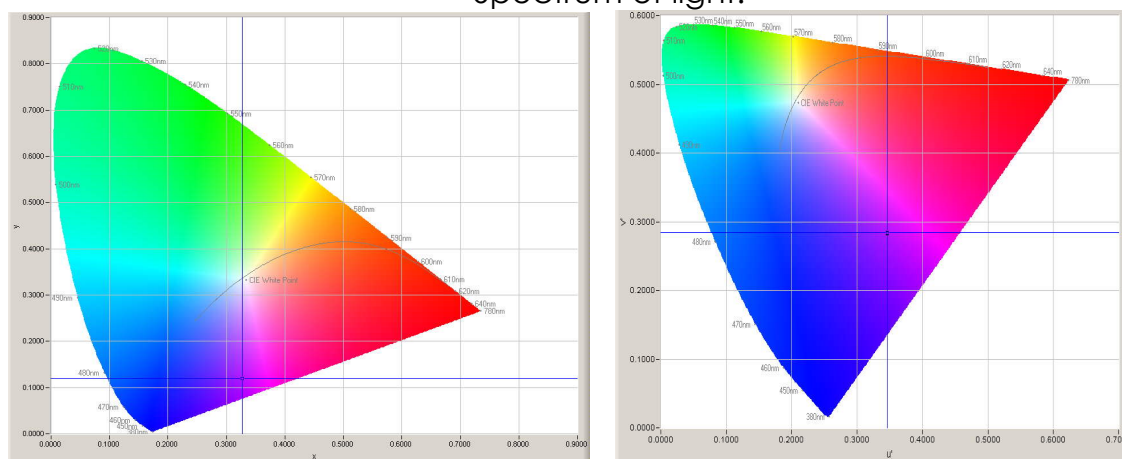 spectrum of light.
0.9000
0.8000
0.7000
0.6000
0.5000
0.4000
0.3000
0.2000
0.1000
0.0000
y
520nm
530nm
510nm
540nm
550nm
560nm
570nm
500nm
580nm
590nm
600nm
CIE White Point
610nm
490nm
620nm
640nm
780nm
480nm
470nm
460nm
450nm
0.0000 0.1000 0.2000 0.3000 0.4000 0.5000 0.6000 0.7000 0.8000 0.9000
x
0.6000
0.5000
0.4000
0.3000
0.2000
0.1000
0.0000
v'
520nm 530nm 540nm 550nm 560nm
570nm
580nm
510nm
590nm
600nm
610nm
620nm
640nm
780nm
500nm
CIE White Point
480nm
470nm
460nm
450nm
380nm
0.0000 0.1000 0.2000 0.3000 0.4000 0.5000 0.6000
u'